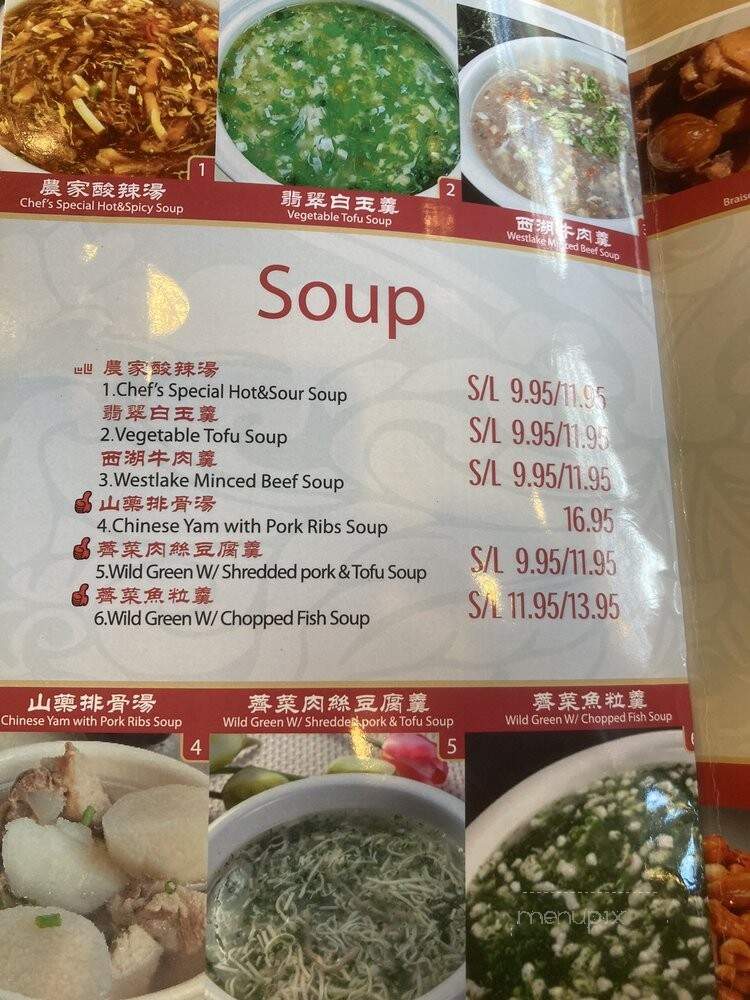 1
農家酸辣湯
Chef's Special Hot&Spicy Soup
2
翡翠白玉羹
Vegetable Tofu Soup
西湖牛肉羹
Westlake Minced Beef Soup
Brais
Soup
農家酸辣湯
1.Chef's Special Hot&Sour Soup S/L 9.95/11.95
翡翠白玉羹
2.Vegetable Tofu Soup S/L 9.95/11.95
西湖牛肉羹
3.Westlake Minced Beef Soup S/L 9.95/11.95
山藥排骨湯
4.Chinese Yam with Pork Ribs Soup 16.95
薺菜肉絲豆腐羹
5.Wild Green W/ Shredded pork & Tofu Soup S/L 9.95/11.95
薺菜魚粒羹
6.Wild Green W/ Chopped Fish Soup S/L 11.95/13.95
山藥排骨湯
Chinese Yam with Pork Ribs Soup
4
薺菜肉絲豆腐羹
Wild Green W/ Shredded pork & Tofu Soup
5
薺菜魚粒羹
Wild Green W/ Chopped Fish Soup
6
menupix